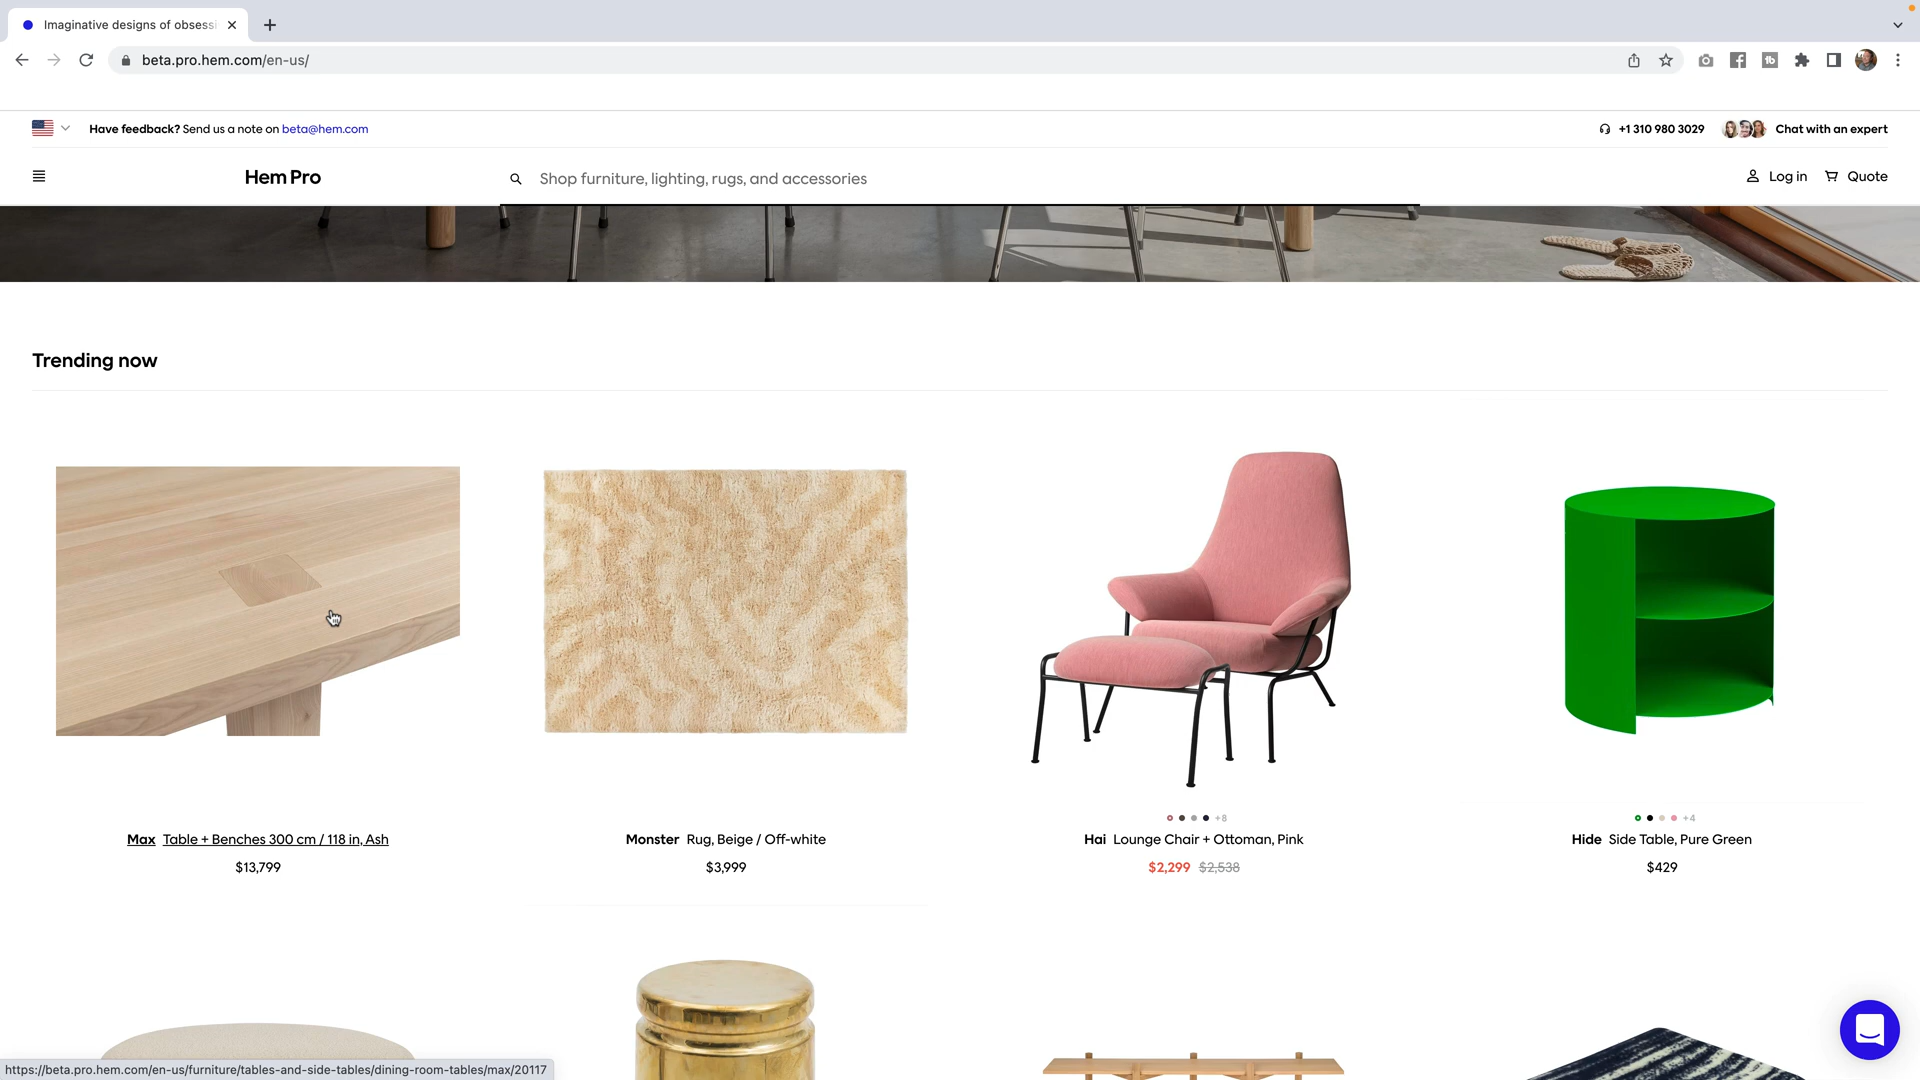 Imaginative designs of obsessi
beta.pro.hem.com/en-us/
Have feedback? Send us a note on beta@hem.com
+1 310 980 3029
Chat with an expert
Hem Pro
Shop furniture, lighting, rugs, and accessories
Log in
Quote
Trending now
+8
+4
Max Table + Benches 300 cm / 118 in, Ash
Monster Rug, Beige / Off-white
Hai Lounge Chair + Ottoman, Pink
Hide Side Table, Pure Green
$13,799
$3,999
$2,299 $2,538
$429
https://beta.pro.hem.com/en-us/furniture/tables-and-side-tables/dining-room-tables/max/20117